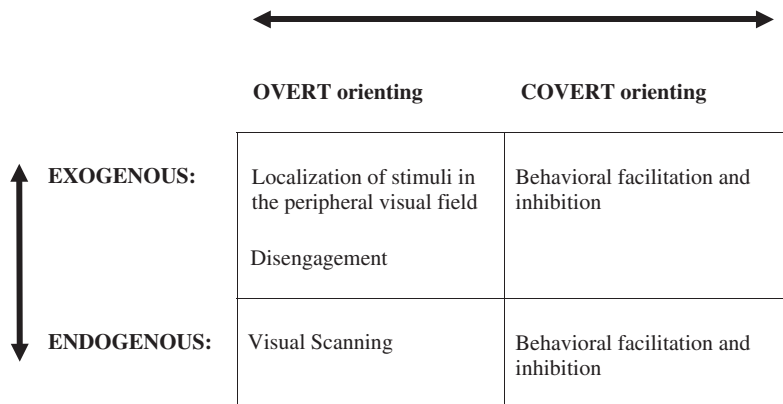 OVERT orienting COVERT orienting
EXOGENOUS: Localization of stimuli in Behavioral facilitation and
the peripheral visual field inhibition
Disengagement
ENDOGENOUS: Visual Scanning Behavioral facilitation and
inhibition